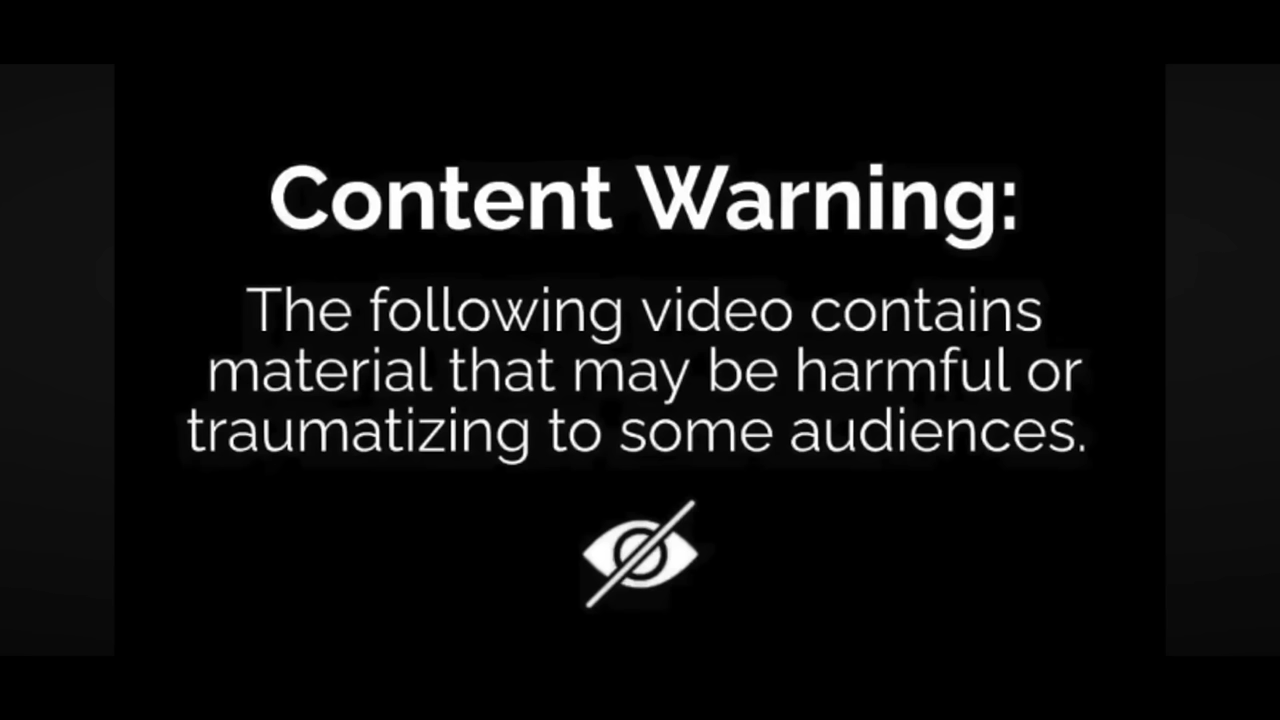 Content Warning:
The following video contains
material that may be harmful or
traumatizing to some audiences.